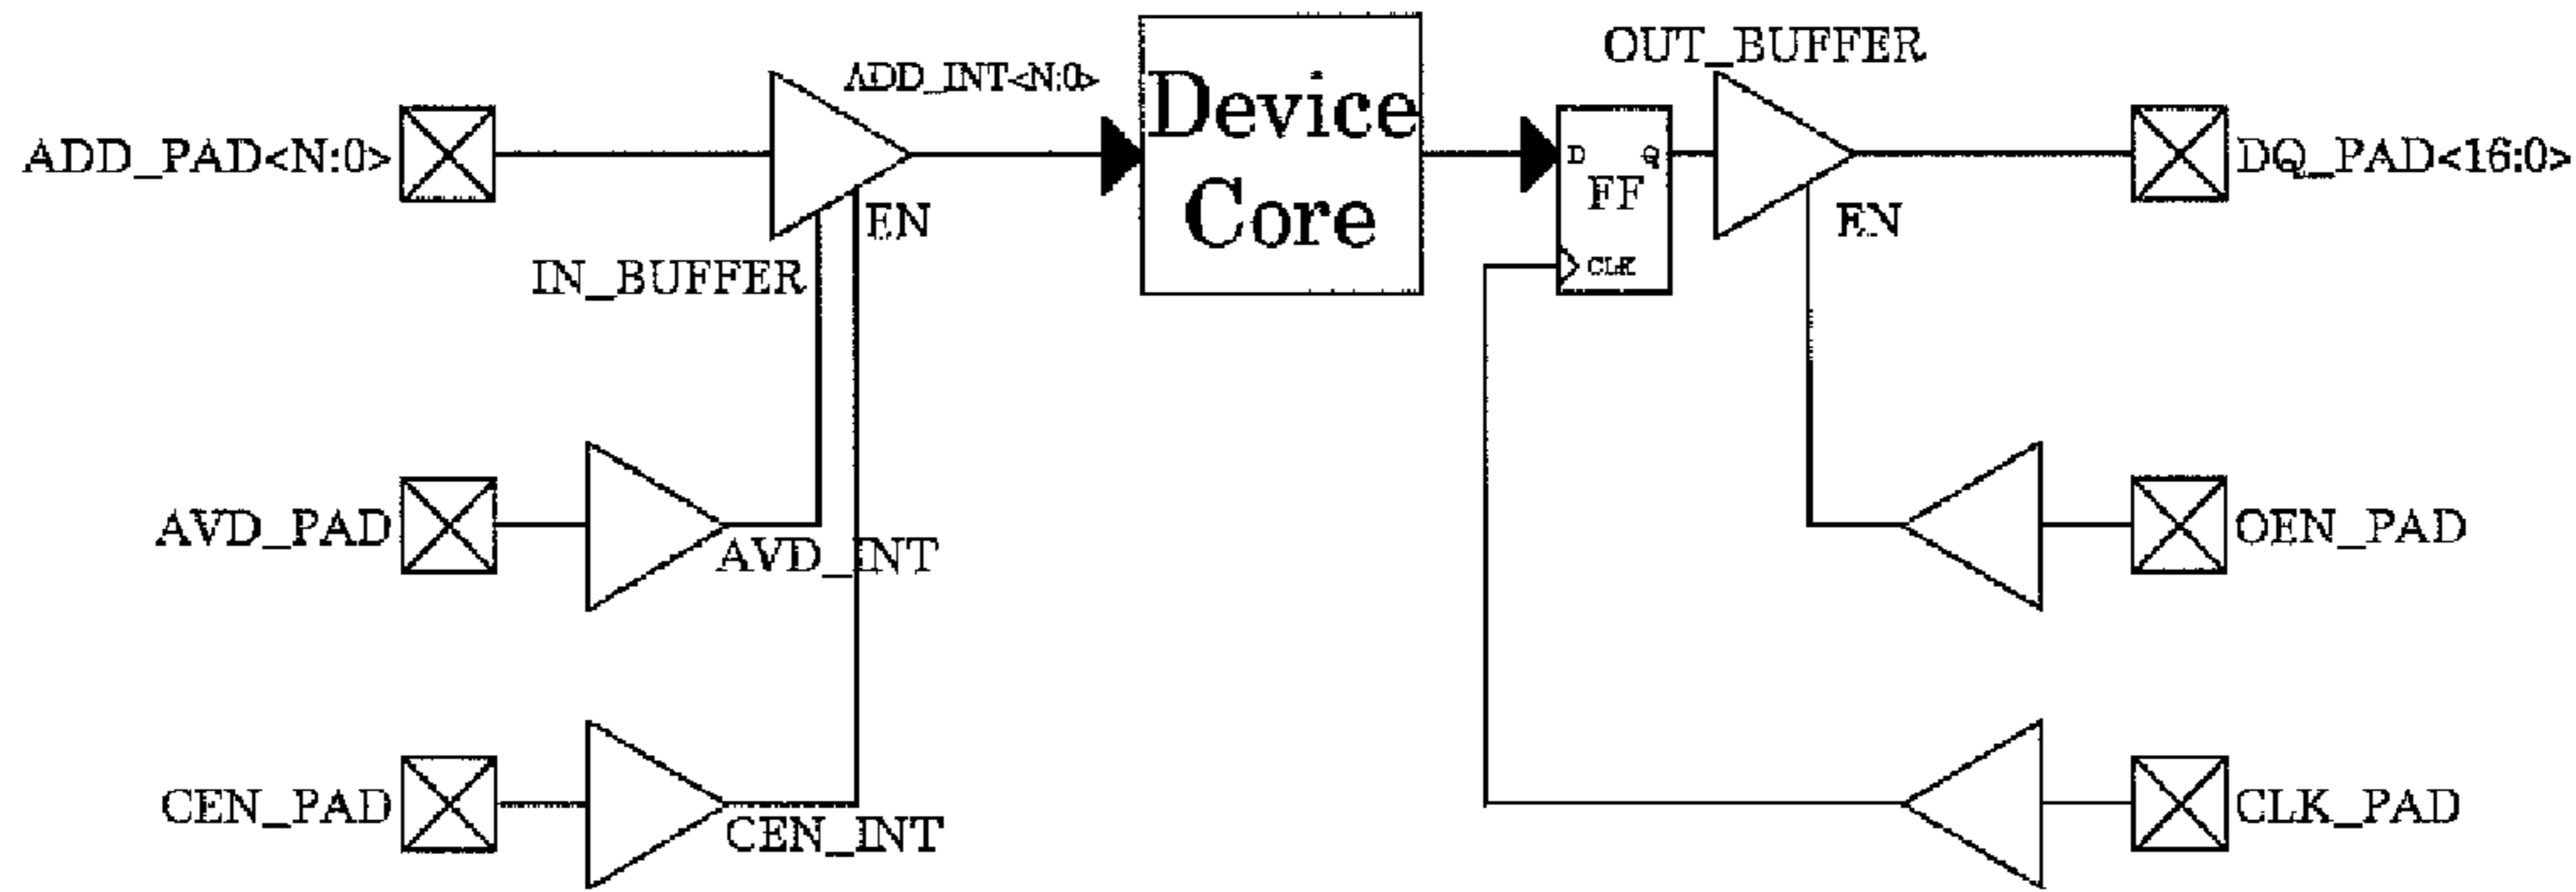 OUT_BUFFER
ADD_INT<N:0>
Device
Core
ADD_PAD<N:0>
D Q
FF
CLK
DQ_PAD<16:0>
EN
EN
IN_BUFFER
AVD_PAD
AVD_INT
OEN_PAD
CEN_PAD
CEN_INT
CLK_PAD